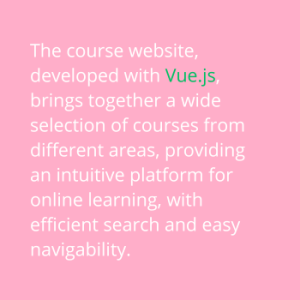 The course website,
developed with Vue.js,
brings together a wide
selection of courses from
different areas, providing
an intuitive platform for
online learning, with
efficient search and easy
navigability.